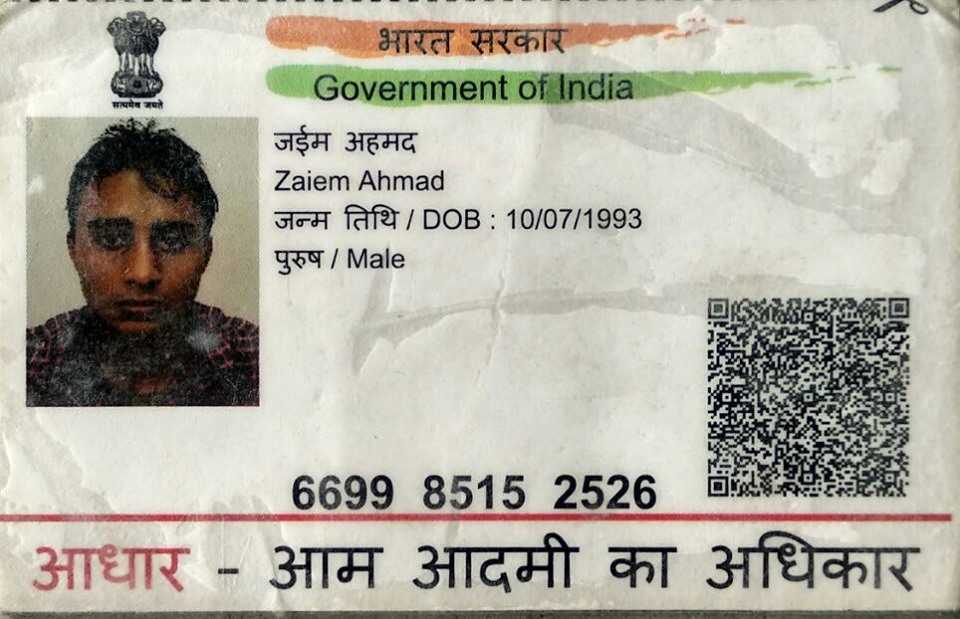 भारत सरकार
Government of India
सत्यमेव जयते
जईम अहमद
Zaiem Ahmad
जन्म तिथि / DOB : 10/07/1993
पुरुष / Male
6699 8515 2526
आधार - आम आदमी का अधिकार